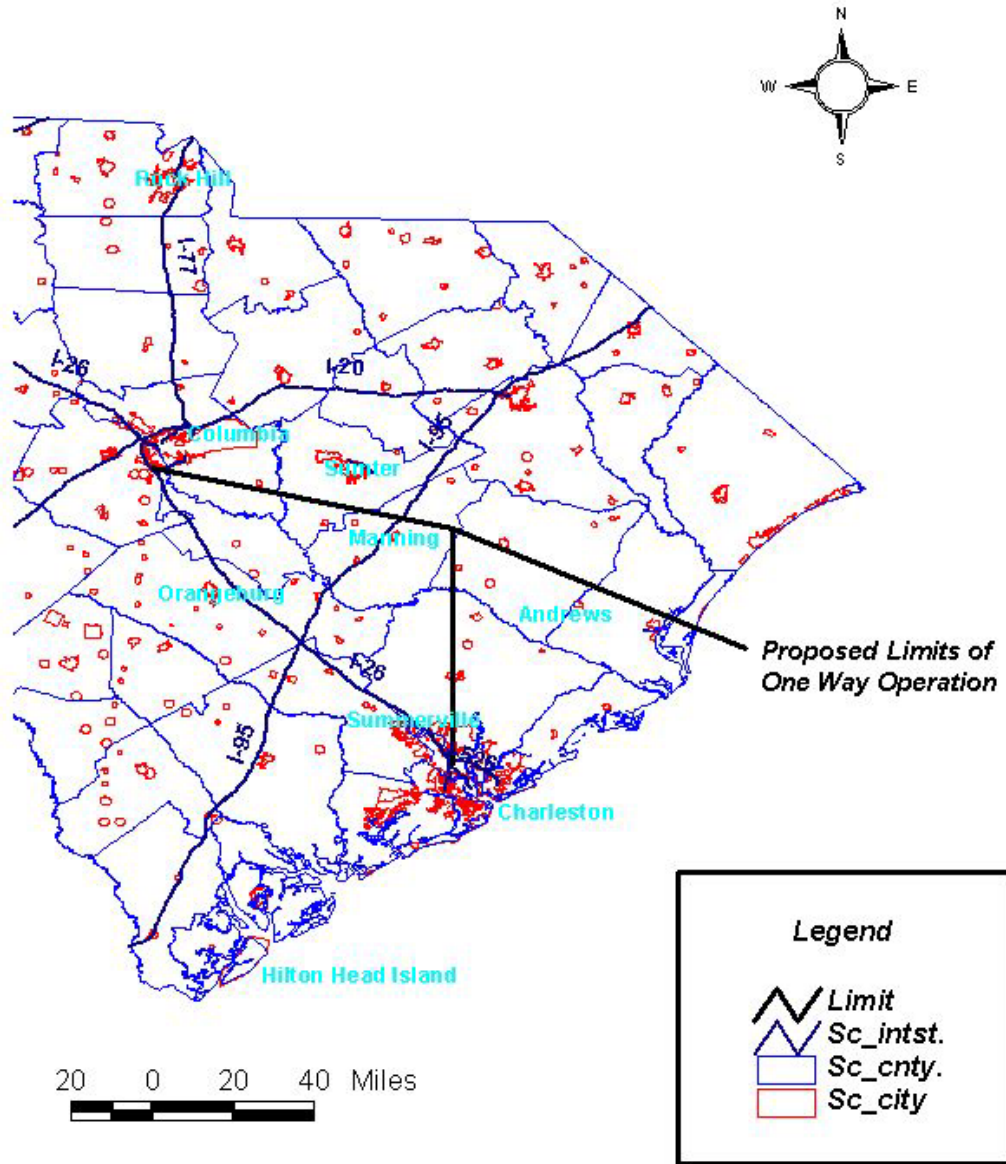 N
W E
S
Rock Hill
I-77
I-26
I-20
Columbia
I-95
Sumter
Manning
Orangeburg
Andrews
Proposed Limits of
One Way Operation
I-26
Summerville
I-95
Charleston
Hilton Head Island
Legend
Limit
Sc_intst.
Sc_cnty.
Sc_city
20 0 20 40 Miles